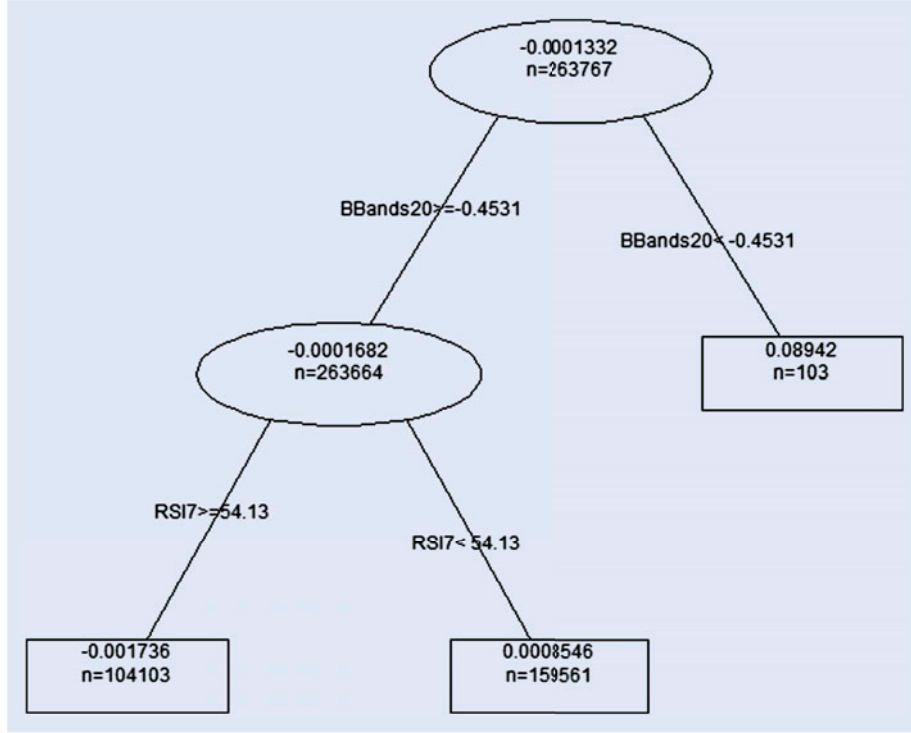 -0.0001332
n=263767
BBands20>=-0.4531
BBands20< -0.4531
-0.0001682
n=263664
0.08942
n=103
RSI7>=54.13
RSI7< 54.13
-0.001736
n=104103
0.0008546
n=159561